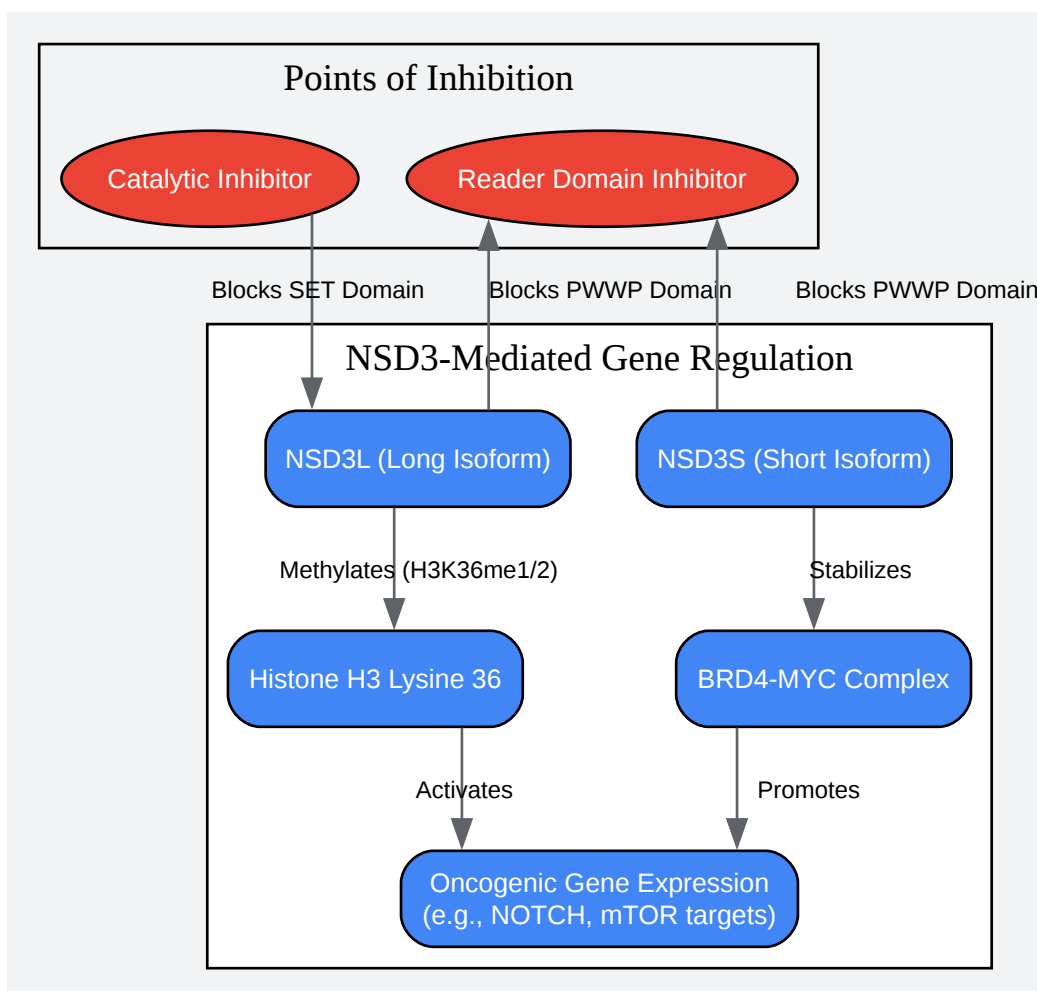 Points of Inhibition
Catalytic Inhibitor
Reader Domain Inhibitor
Blocks SET Domain
Blocks PWWP Domain
Blocks PWWP Domain
NSD3-Mediated Gene Regulation
NSD3L (Long Isoform)
NSD3S (Short Isoform)
Methylates (H3K36me1/2)
Stabilizes
Histone H3 Lysine 36
BRD4-MYC Complex
Activates
Promotes
Oncogenic Gene Expression
(e.g., NOTCH, mTOR targets)